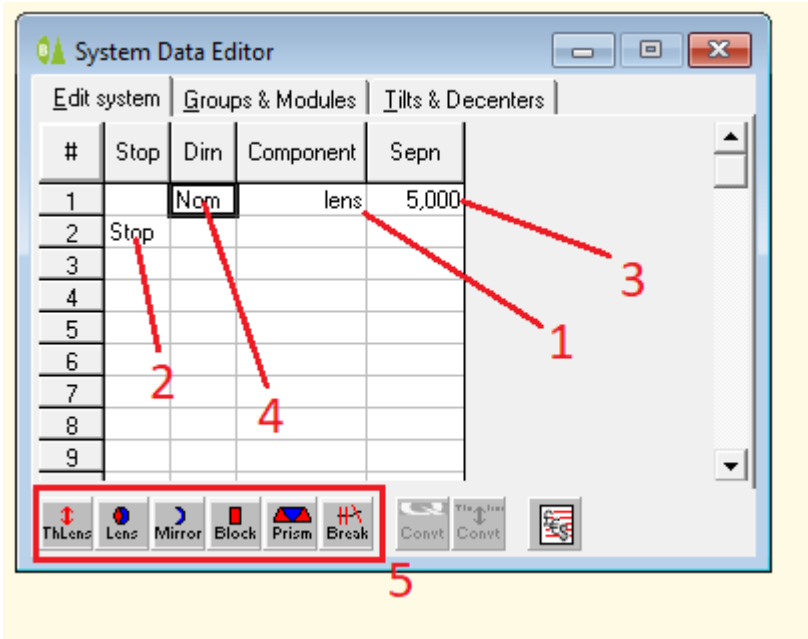 System Data Editor
Edit system Groups & Modules Tilts & Decenters
# Stop Dirn Component Sepn
1 Nom lens 5,000
2 Stop
3
3
4
5
1
6
7
2
4
8
9
ThLens Lens Mirror Block Prism Break Convt Convt £€$
5